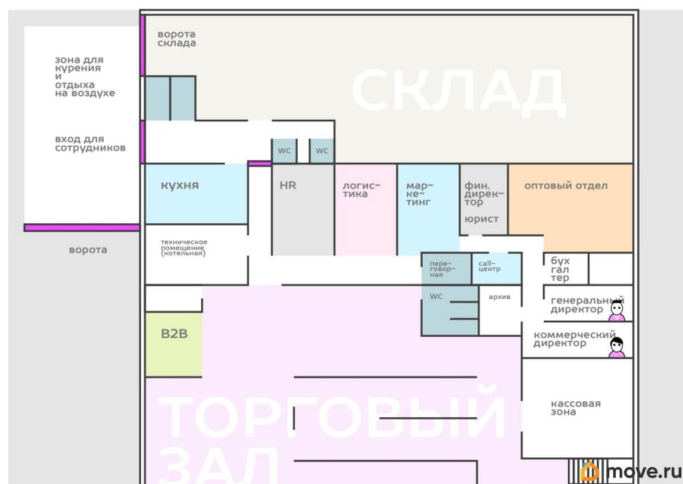 ворота
склада
зона для
курения
и
отдыха
на воздухе
СКЛАД
вход для
сотрудников
WC
WC
кухня
HR
логис-
тика
мар-
ке-
тинг
фин.
дирек-
тор
юрист
оптовый отдел
ворота
техническое
помещение
(котельная)
пере-
говор-
ная
call-
центр
бух
гал
тер
WC
архив
генеральный
директор
B2B
коммерческий
директор
ТОРГОВЫЙ
ЗАЛ
кассовая
зона
move.ru